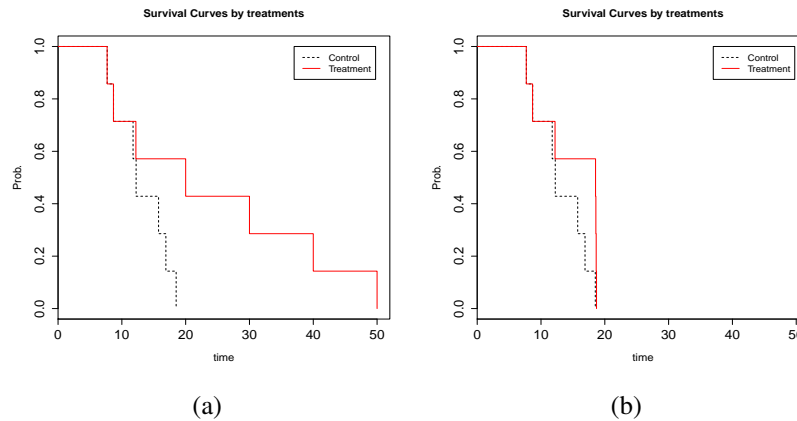 Survival Curves by treatments
Control
Treatment
Prob.
0.0 0.2 0.4 0.6 0.8 1.0
0 10 20 30 40 50
time
(a)
Survival Curves by treatments
Control
Treatment
Prob.
0.0 0.2 0.4 0.6 0.8 1.0
0 10 20 30 40 50
time
(b)